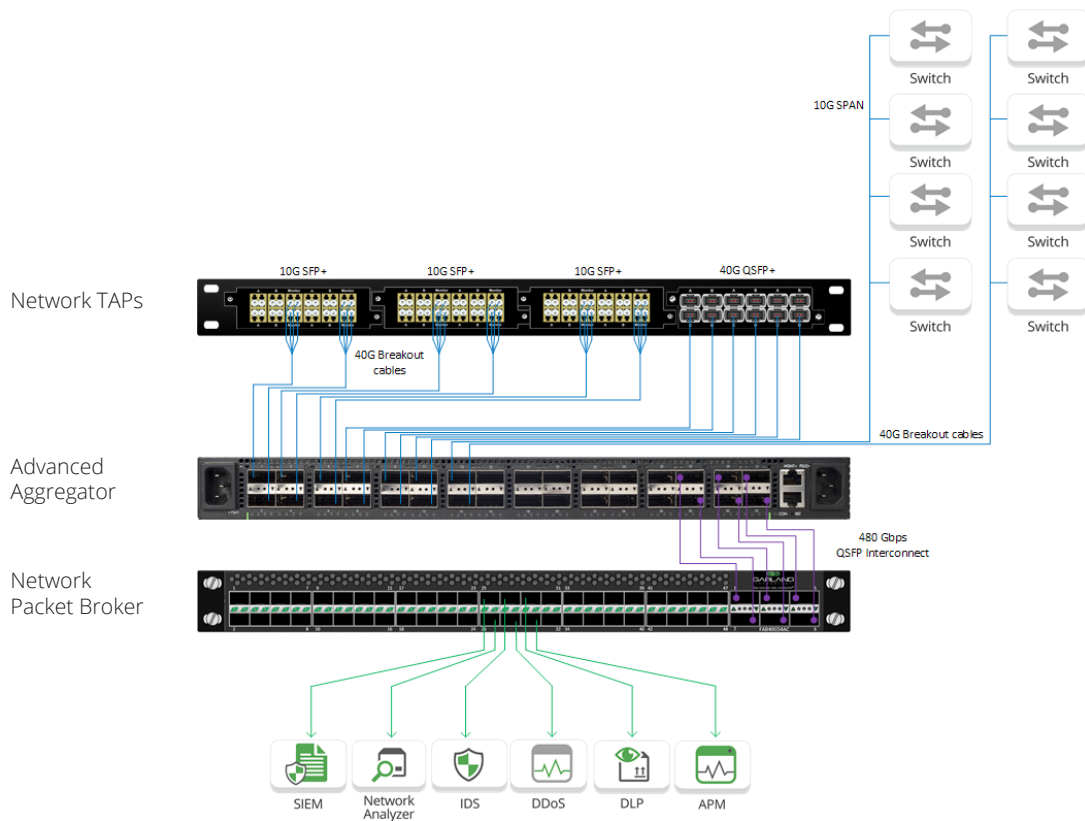 Switch
Switch
10G SPAN
Switch
Switch
Switch
Switch
10G SFP+
10G SFP+
10G SFP+
40G QSFP+
Network TAPs
Switch
Switch
40G Breakout
cables
40G Breakout cables
Advanced
Aggregator
480 Gbps
QSFP Interconnect
Network
Packet Broker
GARLAND
FAB40G54AC
SIEM
Network
Analyzer
IDS
DDoS
DLP
APM